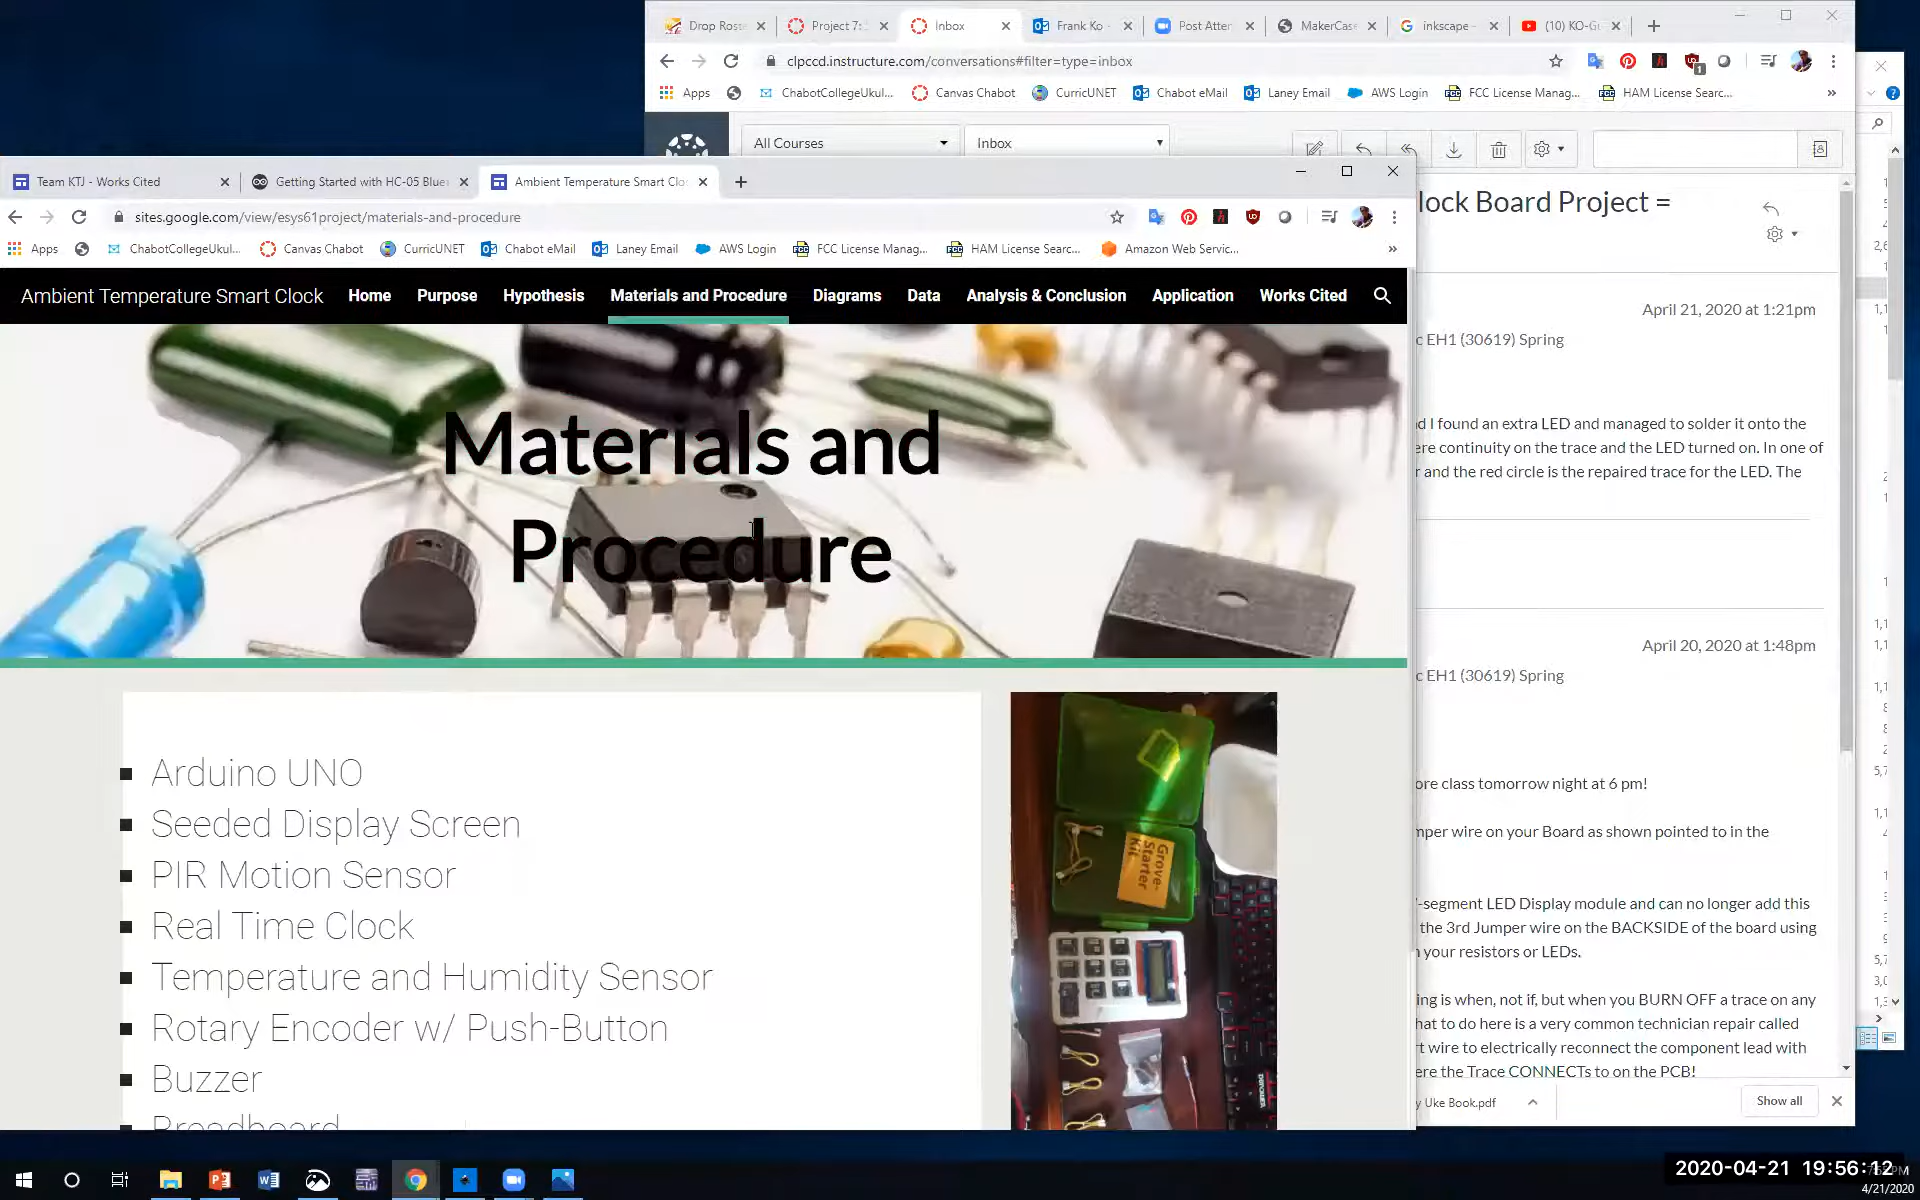 Drop Roste
Project 7:
Inbox
Frank Ko -
Post Atter
MakerCase
inkscape -
(10) KO-G
clpccd.instructure.com/conversations#filter=type=inbox
Apps
ChabotCollegeUkul...
Canvas Chabot
CurricUNET
Chabot eMail
Laney Email
AWS Login
FCC License Manag...
HAM License Searc...
»
All Courses
Inbox
Team KTJ - Works Cited
Getting Started with HC-05 Blue
Ambient Temperature Smart Clo
sites.google.com/view/esys61project/materials-and-procedure
Apps
ChabotCollegeUkul...
Canvas Chabot
CurricUNET
Chabot eMail
Laney Email
AWS Login
FCC License Manag...
HAM License Searc...
Amazon Web Servic...
»
Ambient Temperature Smart Clock
Home
Purpose
Hypothesis
Materials and Procedure
Diagrams
Data
Analysis & Conclusion
Application
Works Cited
Materials and
Procedure
Arduino UNO
Seeded Display Screen
PIR Motion Sensor
Real Time Clock
Temperature and Humidity Sensor
Rotary Encoder w/ Push-Button
Buzzer
Breadboard
Grove-
Starter
Kit
lock Board Project =
April 21, 2020 at 1:21pm
c EH1 (30619) Spring
d I found an extra LED and managed to solder it onto the
ere continuity on the trace and the LED turned on. In one of
r and the red circle is the repaired trace for the LED. The
April 20, 2020 at 1:48pm
c EH1 (30619) Spring
ore class tomorrow night at 6 pm!
mper wire on your Board as shown pointed to in the
-segment LED Display module and can no longer add this
the 3rd Jumper wire on the BACKSIDE of the board using
your resistors or LEDs.
ing is when, not if, but when you BURN OFF a trace on any
hat to do here is a very common technician repair called
rt wire to electrically reconnect the component lead with
ere the Trace CONNECTs to on the PCB!
y Uke Book.pdf
Show all
2020-04-21 19:56:12
4/21/2020